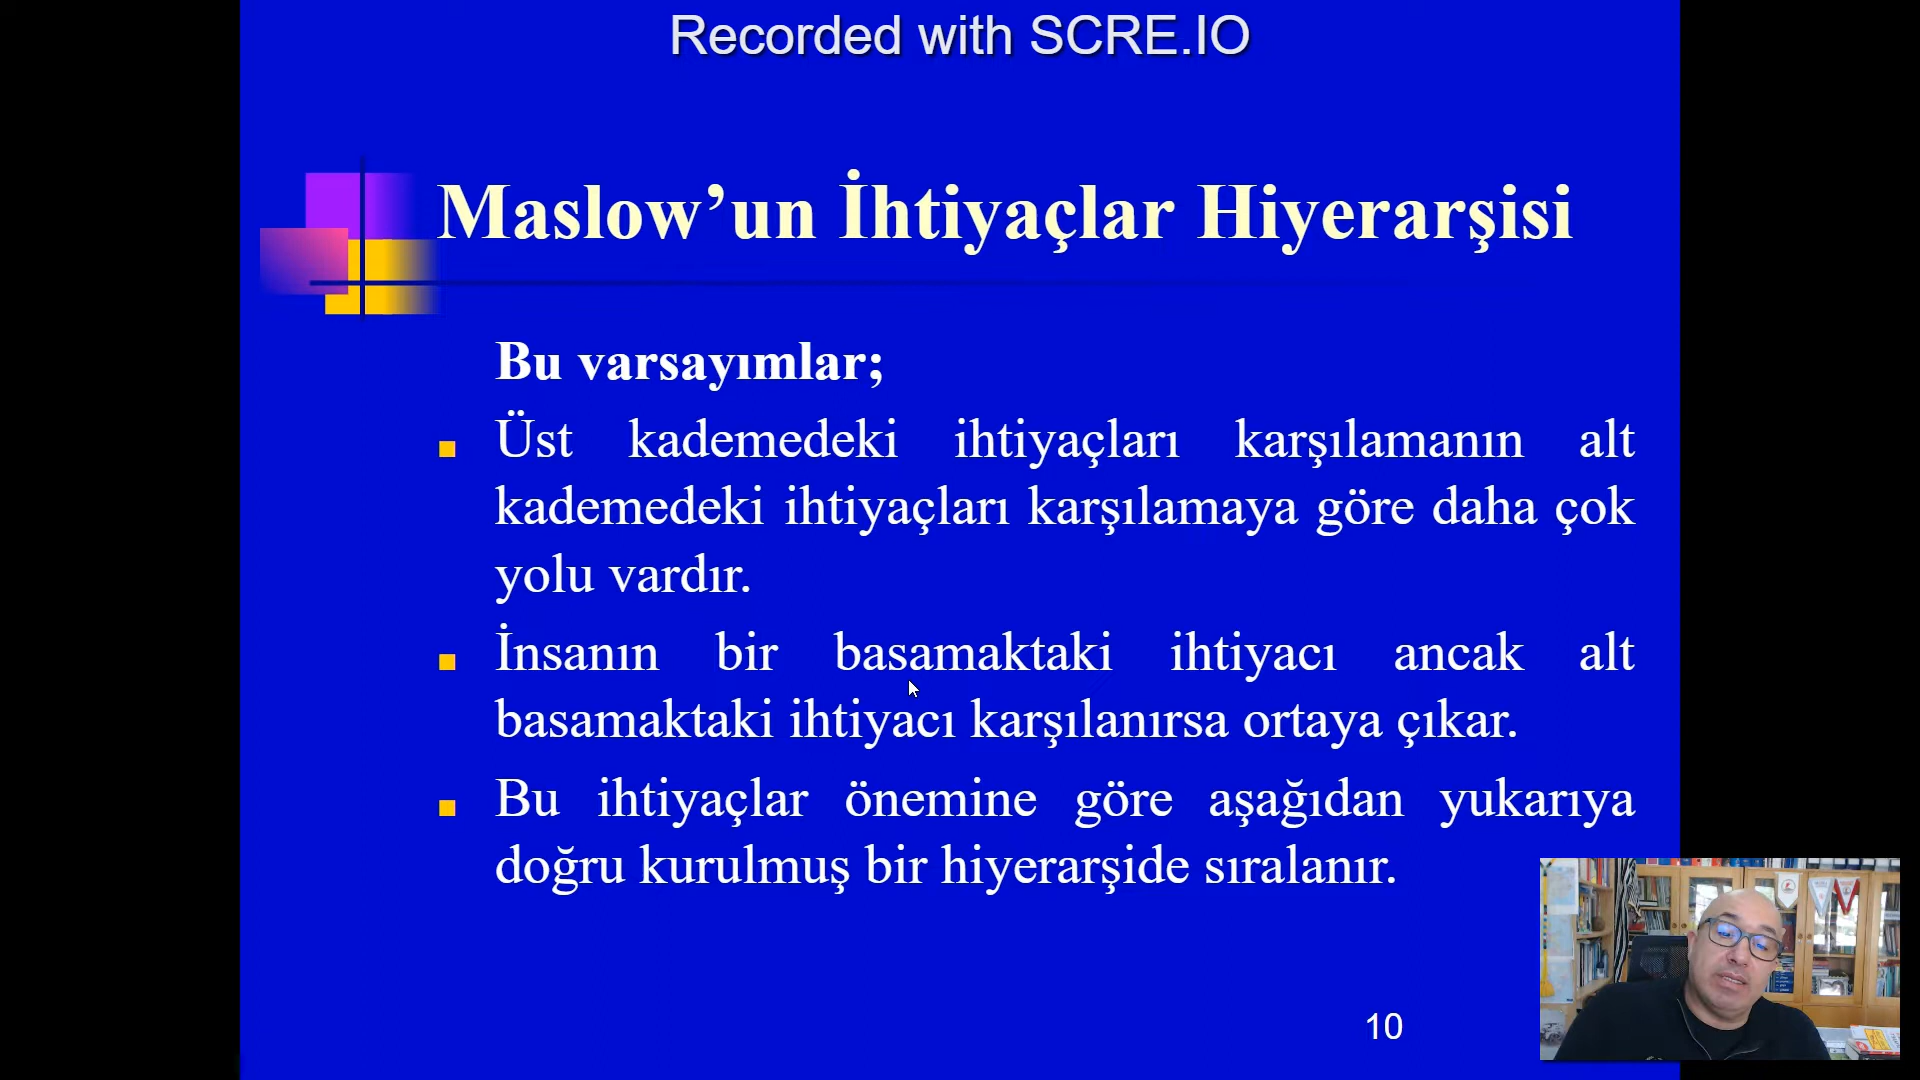 Recorded with SCRE.IO
Maslow’un İhtiyaçlar Hiyerarşisi
Bu varsayımlar;
Üst kademedeki ihtiyaçları karşılamanın alt
kademedeki ihtiyaçları karşılamaya göre daha çok
yolu vardır.
İnsanın bir basamaktaki ihtiyacı ancak alt
basamaktaki ihtiyacı karşılanırsa ortaya çıkar.
Bu ihtiyaçlar önemine göre aşağıdan yukarıya
doğru kurulmuş bir hiyerarşide sıralanır.
10